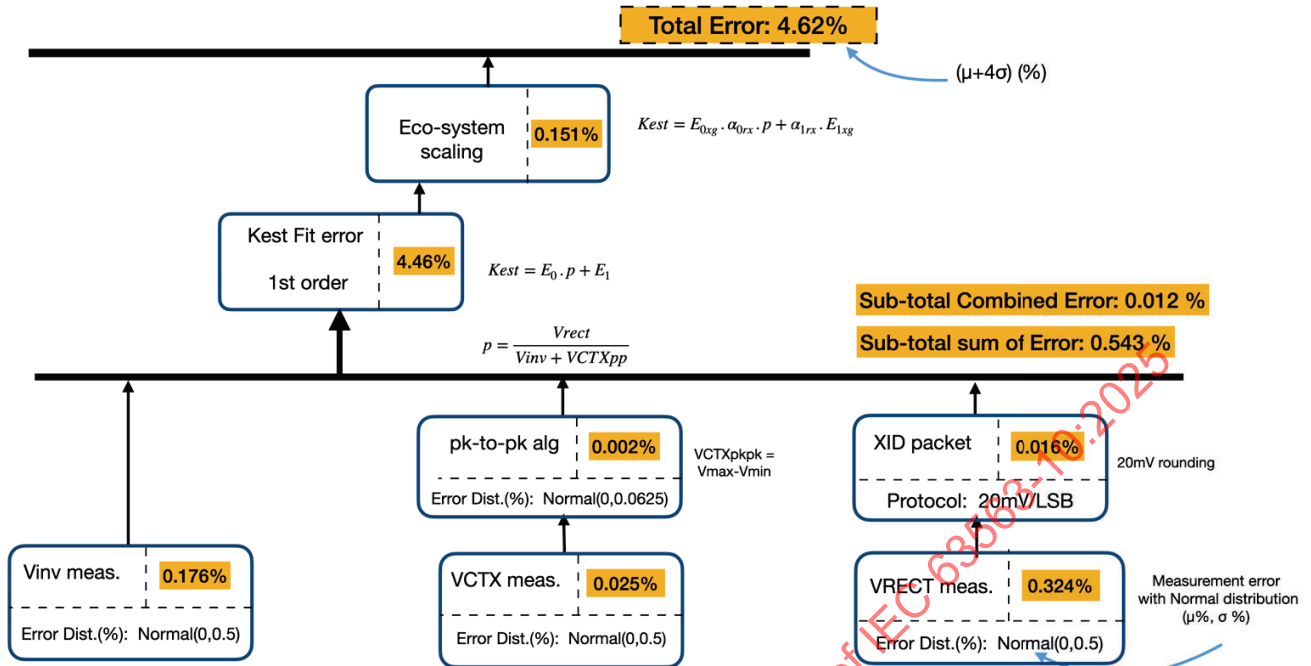 Total Error: 4.62%
(μ+4σ) (%)
Eco-system
scaling
0.151%
Kest = E0xg . α0rx . p + α1rx . E1xg
Kest Fit error
1st order
4.46%
Kest = E0 . p + E1
Sub-total Combined Error: 0.012 %
Sub-total sum of Error: 0.543 %
p = Vrect / Vinv + VCTXpp
pk-to-pk alg
0.002%
Error Dist.(%): Normal(0,0.0625)
VCTXpkpk =
Vmax-Vmin
XID packet
0.016%
Protocol: 20mV/LSB
20mV rounding
Vinv meas.
0.176%
Error Dist.(%): Normal(0,0.5)
VCTX meas.
0.025%
Error Dist.(%): Normal(0,0.5)
VRECT meas.
0.324%
Error Dist.(%): Normal(0,0.5)
Measurement error
with Normal distribution
(μ%, σ %)
of IEC 63563-10:2025